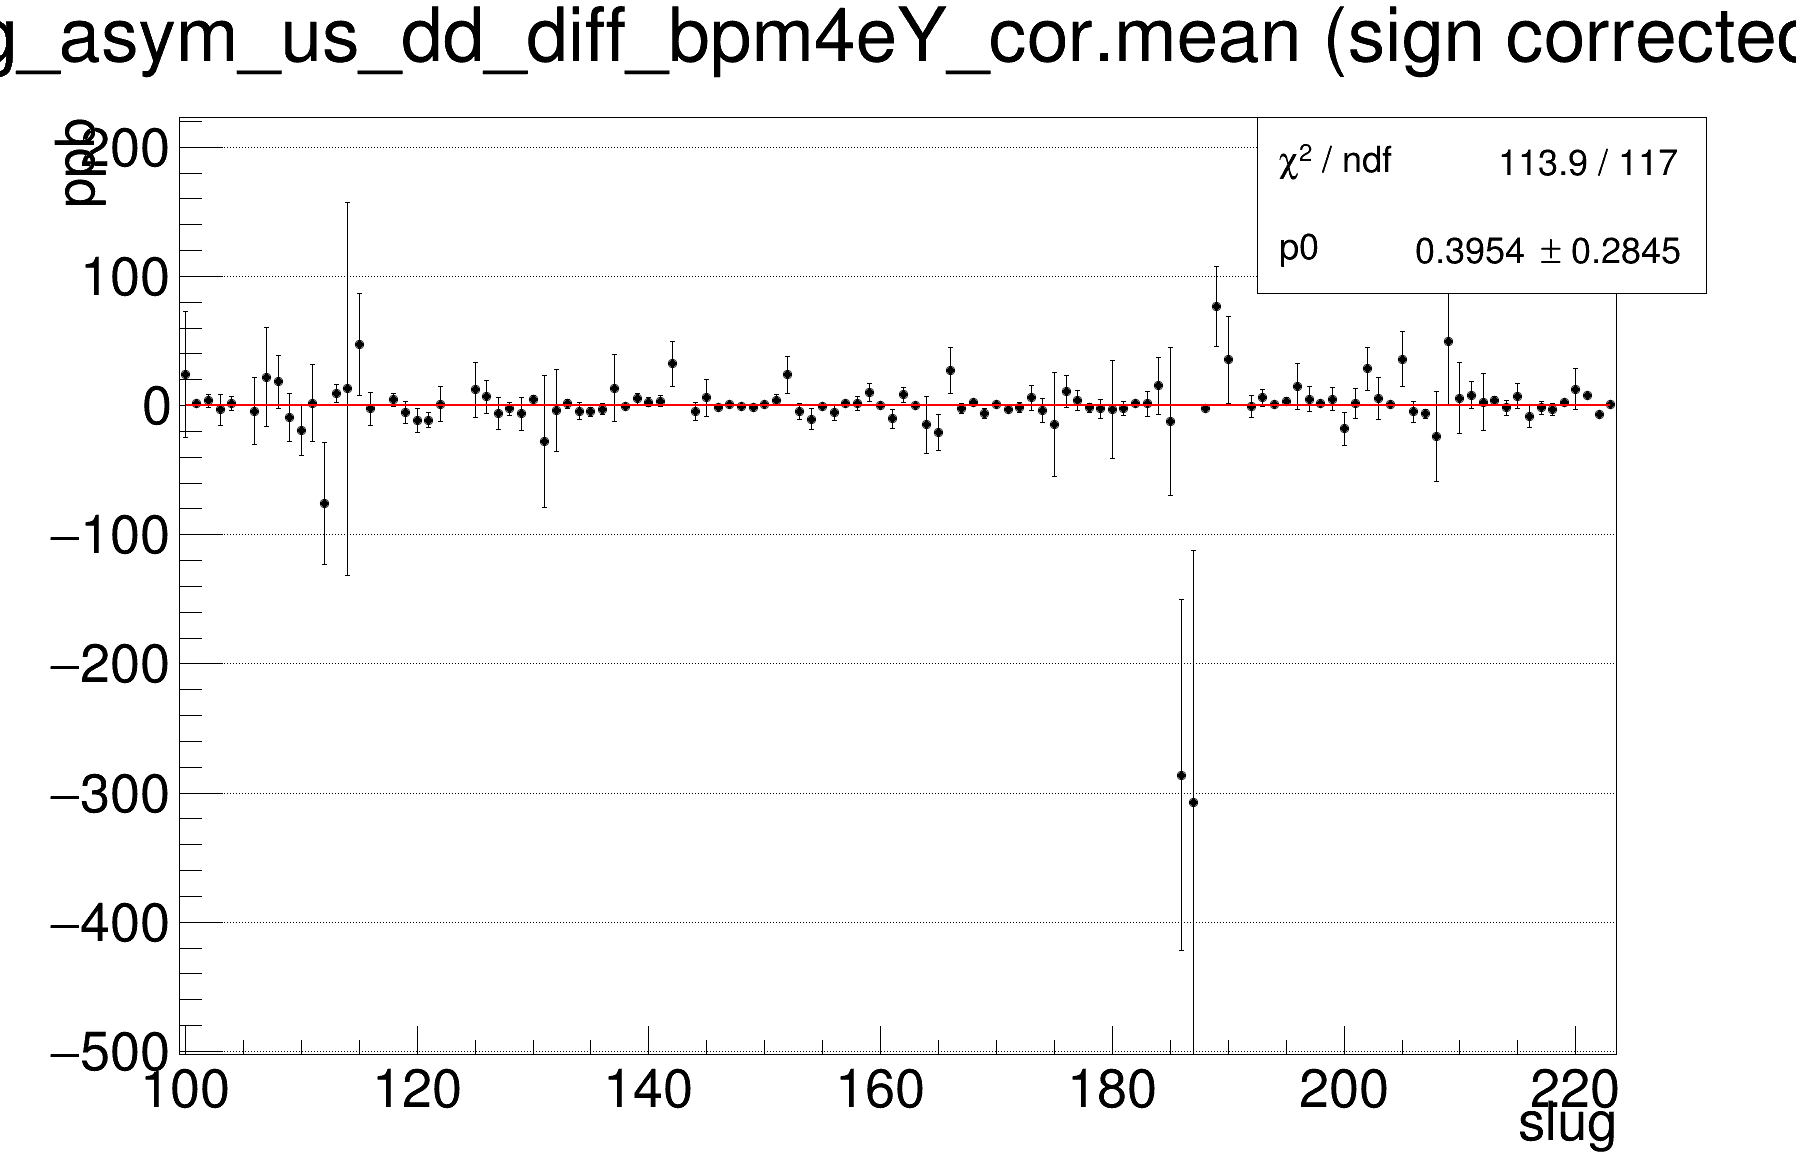 g_asym_us_dd_diff_bpm4eY_cor.mean (sign corrected
ppb
χ² / ndf 113.9 / 117
p0 0.3954 ± 0.2845
200
100
0
−100
−200
−300
−400
−500
100 120 140 160 180 200 220
slug